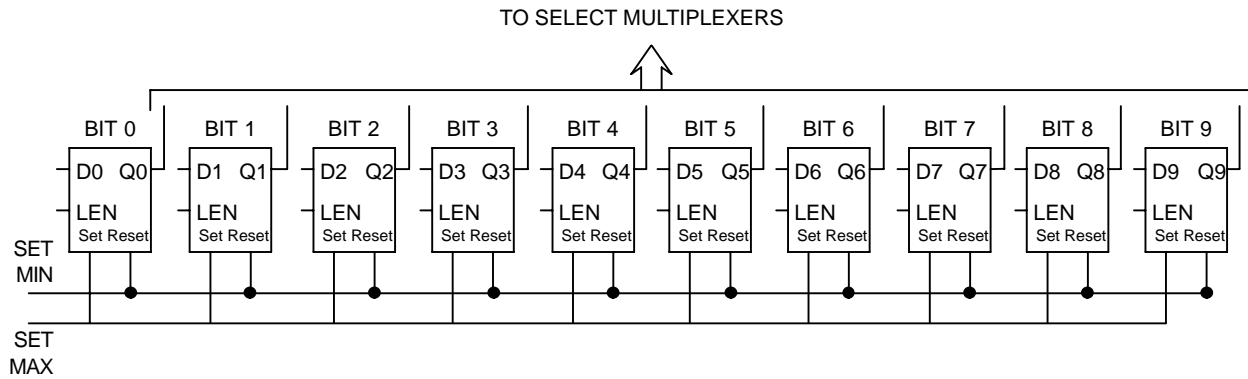 TO SELECT MULTIPLEXERS
BIT 0 BIT 1 BIT 2 BIT 3 BIT 4 BIT 5 BIT 6 BIT 7 BIT 8 BIT 9
D0 Q0 D1 Q1 D2 Q2 D3 Q3 D4 Q4 D5 Q5 D6 Q6 D7 Q7 D8 Q8 D9 Q9
LEN LEN LEN LEN LEN LEN LEN LEN LEN LEN
Set Reset Set Reset Set Reset Set Reset Set Reset Set Reset Set Reset Set Reset Set Reset Set Reset
SET
MIN
SET
MAX